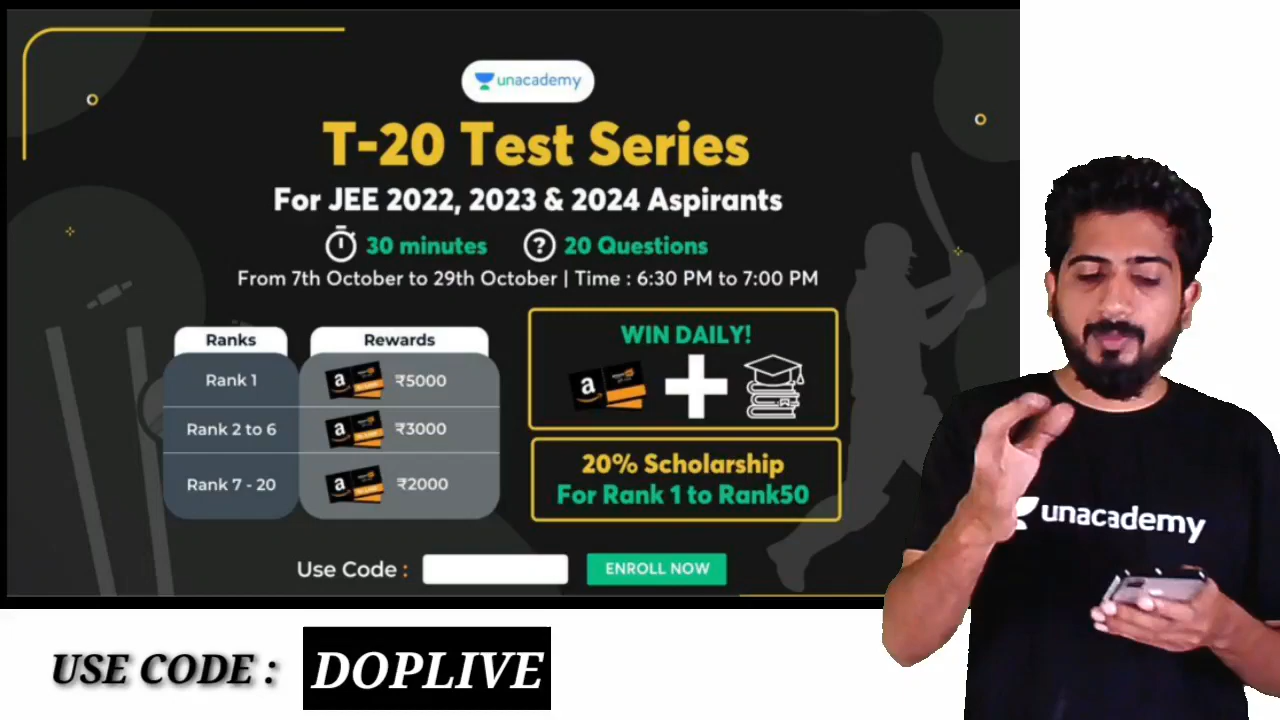 unacademy
T-20 Test Series
For JEE 2022, 2023 & 2024 Aspirants
30 minutes ? 20 Questions
From 7th October to 29th October | Time : 6:30 PM to 7:00 PM
Ranks Rewards
Rank 1 a ₹5000
Rank 2 to 6 a ₹3000
Rank 7 - 20 a ₹2000
WIN DAILY!
a
20% Scholarship
For Rank 1 to Rank50
Use Code : ENROLL NOW
unacademy
USE CODE : DOPLIVE